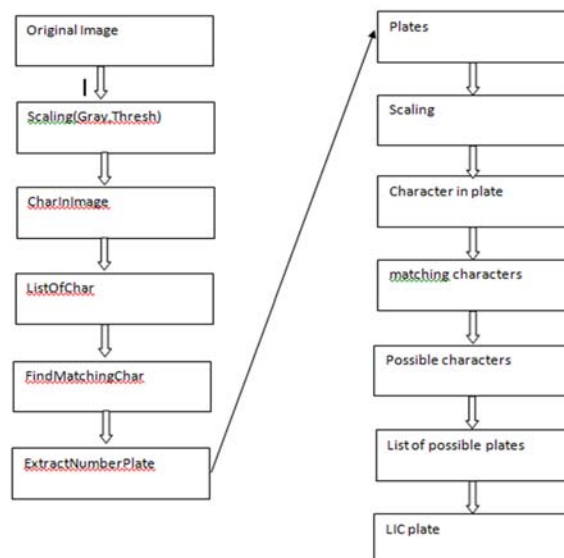 Original Image
Scaling(Gray,Thresh)
CharInImage
ListOfChar
FindMatchingChar
ExtractNumberPlate
Plates
Scaling
Character in plate
matching characters
Possible characters
List of possible plates
LIC plate